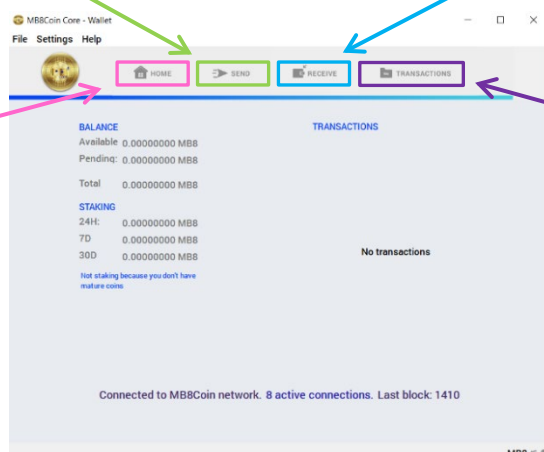 MB8Coin Core - Wallet
File Settings Help
HOME SEND RECEIVE TRANSACTIONS
BALANCE
Available 0.00000000 MB8
Pending: 0.00000000 MB8
Total 0.00000000 MB8
STAKING
24H: 0.00000000 MB8
7D 0.00000000 MB8
30D 0.00000000 MB8
Not staking because you don't have
mature coins
TRANSACTIONS
No transactions
Connected to MB8Coin network. 8 active connections. Last block: 1410